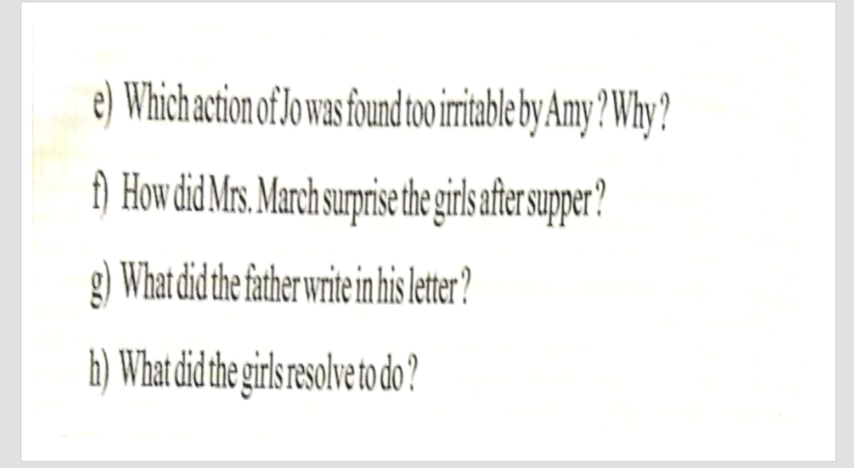 e) Which action of Jo was found too irritable by Amy ? Why ?
f) How did Mrs. March surprise the girls after supper ?
g) What did the father write in his letter ?
h) What did the girls resolve to do ?